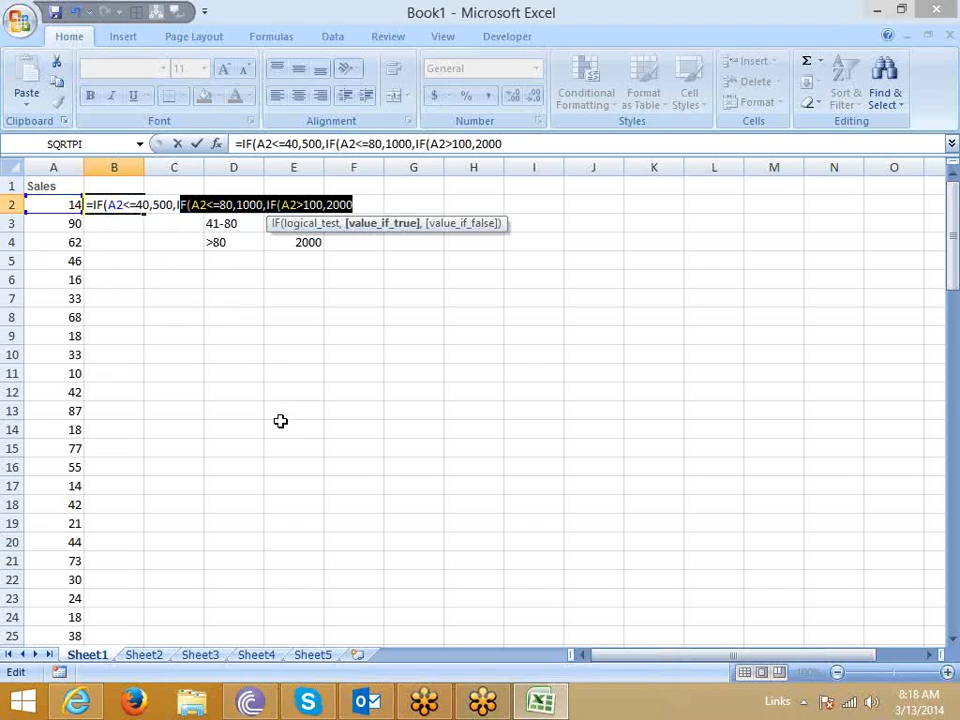 Book1 - Microsoft Excel
Home Insert Page Layout Formulas Data Review View Developer
Paste
11
General
Conditional Formatting
Format as Table
Cell Styles
Insert
Delete
Format
Sort & Filter
Find & Select
Clipboard Font Alignment Number Styles Cells Editing
SQRTPI =IF(A2<=40,500,IF(A2<=80,1000,IF(A2>100,2000
A B C D E F G H I J K L M N O
1 Sales
2 14 =IF(A2<=40,500,IF(A2<=80,1000,IF(A2>100,2000
IF(logical_test, [value_if_true], [value_if_false])
3 90 41-80
4 62 >80 2000
5 46
6 16
7 33
8 68
9 18
10 33
11 10
12 42
13 87
14 18
15 77
16 55
17 14
18 42
19 21
20 44
21 73
22 30
23 24
24 18
25 38
Sheet1 Sheet2 Sheet3 Sheet4 Sheet5
Edit 100%
Links 8:18 AM
3/13/2014